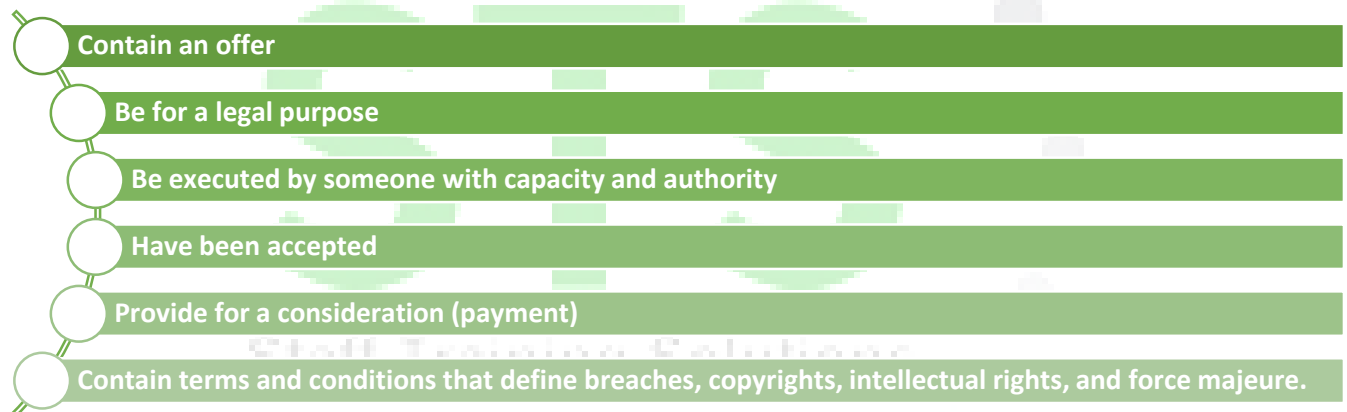 Contain an offer
Be for a legal purpose
Be executed by someone with capacity and authority
Have been accepted
Provide for a consideration (payment)
Contain terms and conditions that define breaches, copyrights, intellectual rights, and force majeure.